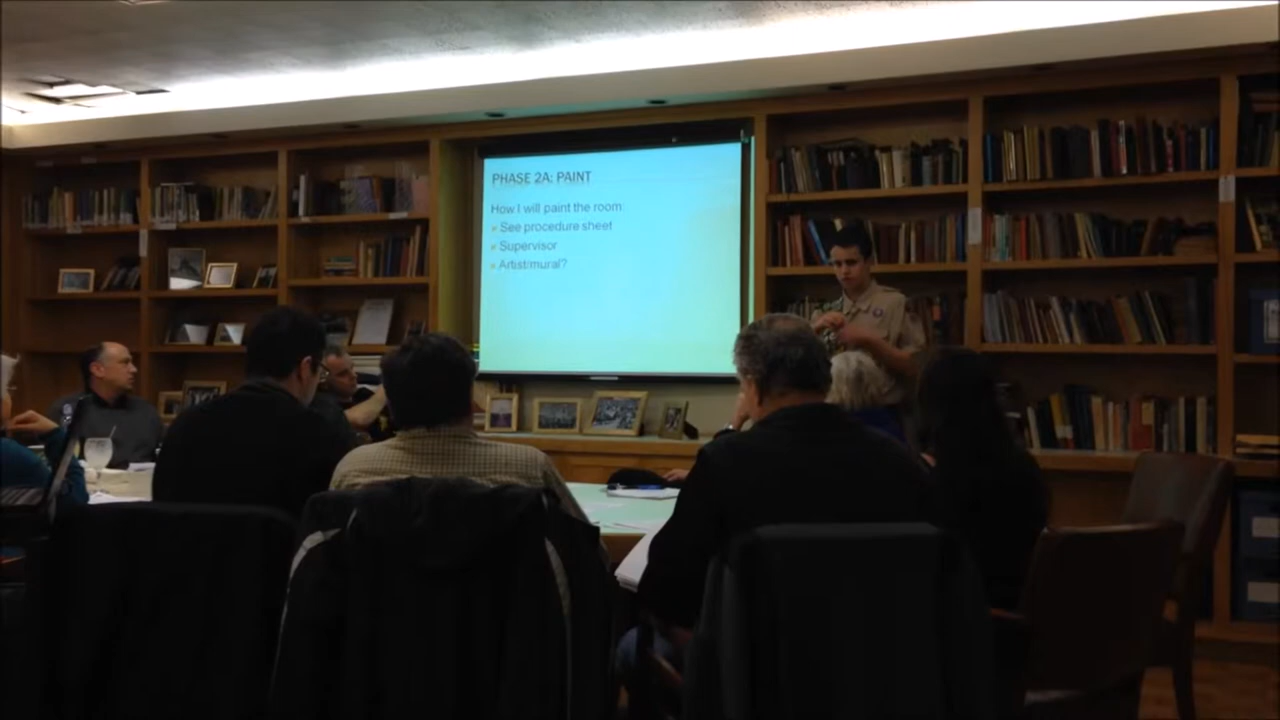 PHASE 2A: PAINT
How I will paint the room:
See procedure sheet
Supervisor
Artist/mural?